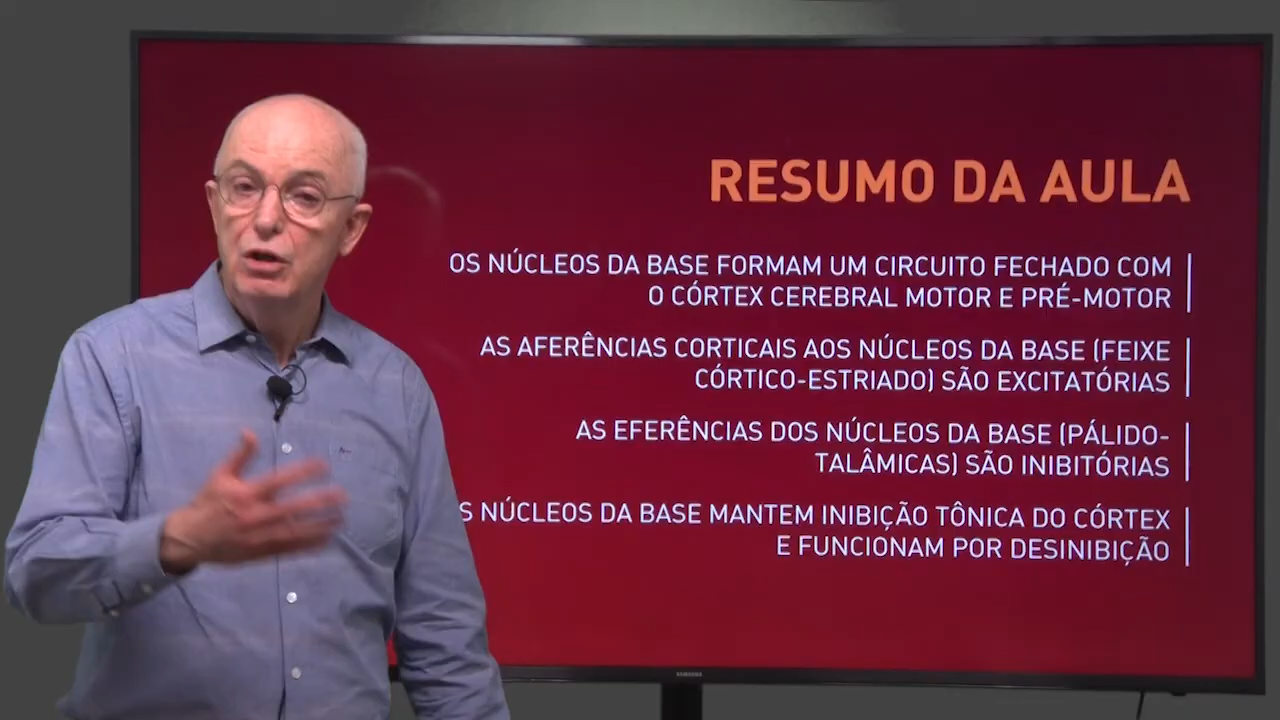 RESUMO DA AULA
OS NÚCLEOS DA BASE FORMAM UM CIRCUITO FECHADO COM
O CÓRTEX CEREBRAL MOTOR E PRÉ-MOTOR
AS AFERÊNCIAS CORTICAIS AOS NÚCLEOS DA BASE (FEIXE
CÓRTICO-ESTRIADO) SÃO EXCITATÓRIAS
AS EFERÊNCIAS DOS NÚCLEOS DA BASE (PÁLIDO-
TALÂMICAS) SÃO INIBITÓRIAS
S NÚCLEOS DA BASE MANTEM INIBIÇÃO TÔNICA DO CÓRTEX
E FUNCIONAM POR DESINIBIÇÃO
SAMSUNG